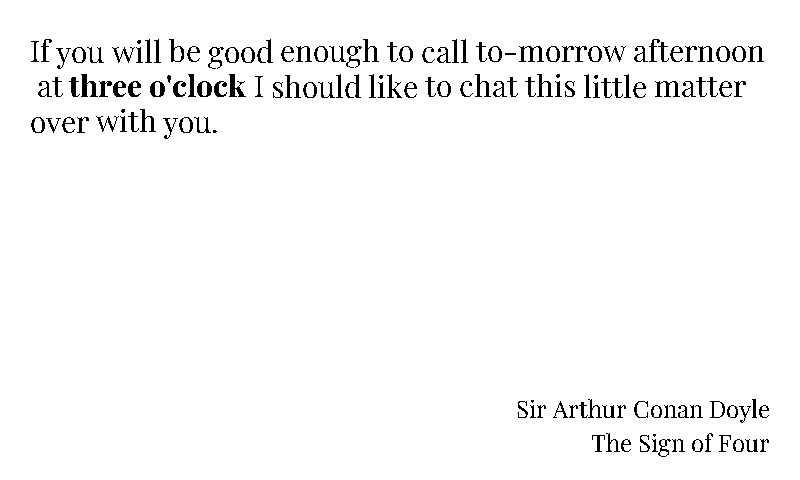 If you will be good enough to call to-morrow afternoon
at three o'clock I should like to chat this little matter
over with you.
Sir Arthur Conan Doyle
The Sign of Four